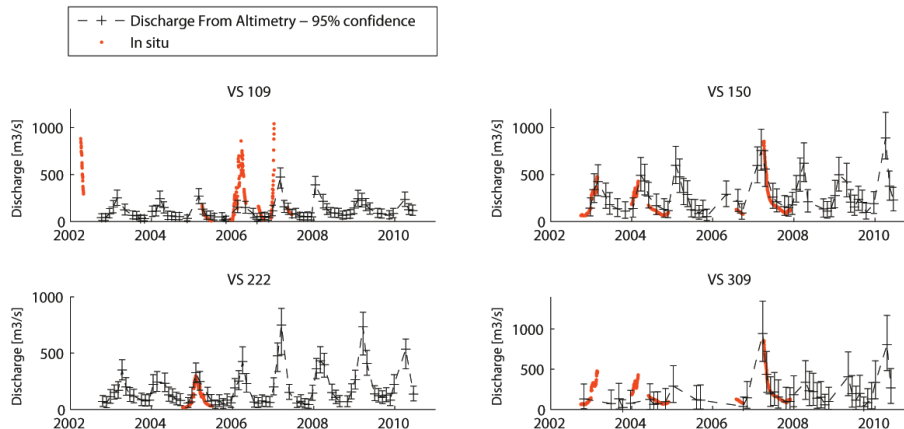 Discharge From Altimetry – 95% confidence
In situ
VS 109
Discharge [m3/s]
1000
500
0
2002 2004 2006 2008 2010
VS 150
Discharge [m3/s]
1000
500
0
2002 2004 2006 2008 2010
VS 222
Discharge [m3/s]
1000
500
0
2002 2004 2006 2008 2010
VS 309
Discharge [m3/s]
1000
500
0
2002 2004 2006 2008 2010